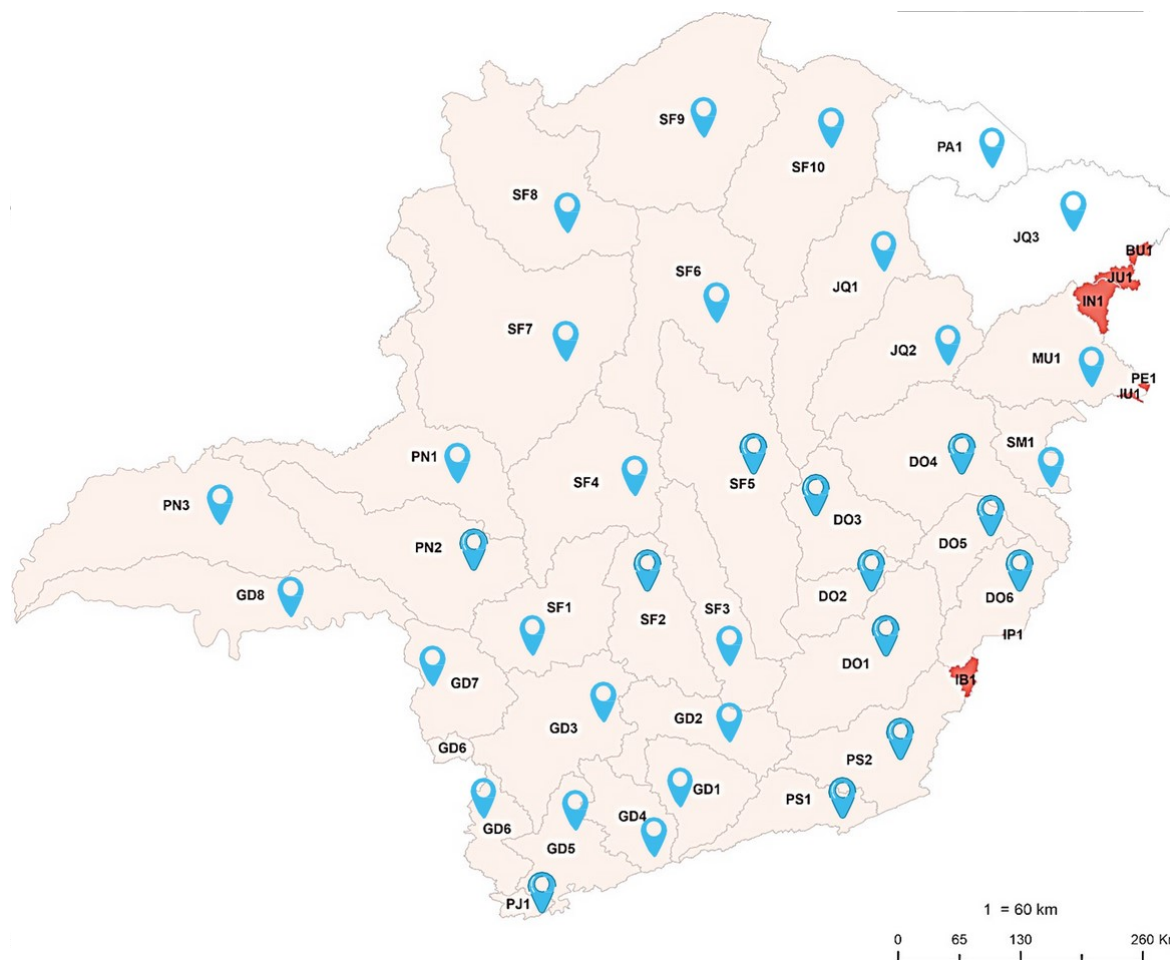 SF9
PA1
SF10
SF8
JQ3
BU1
SF6
JU1
JQ1
IN1
SF7
JQ2
MU1
PE1
IU1
SM1
PN1
DO4
SF4
SF5
PN3
DO3
DO5
PN2
GD8
DO2
DO6
SF1
SF3
SF2
IP1
DO1
IB1
GD7
GD2
GD3
GD6
PS2
GD1
PS1
GD4
GD6
GD5
PJ1
1 = 60 km
0 65 130 260 K